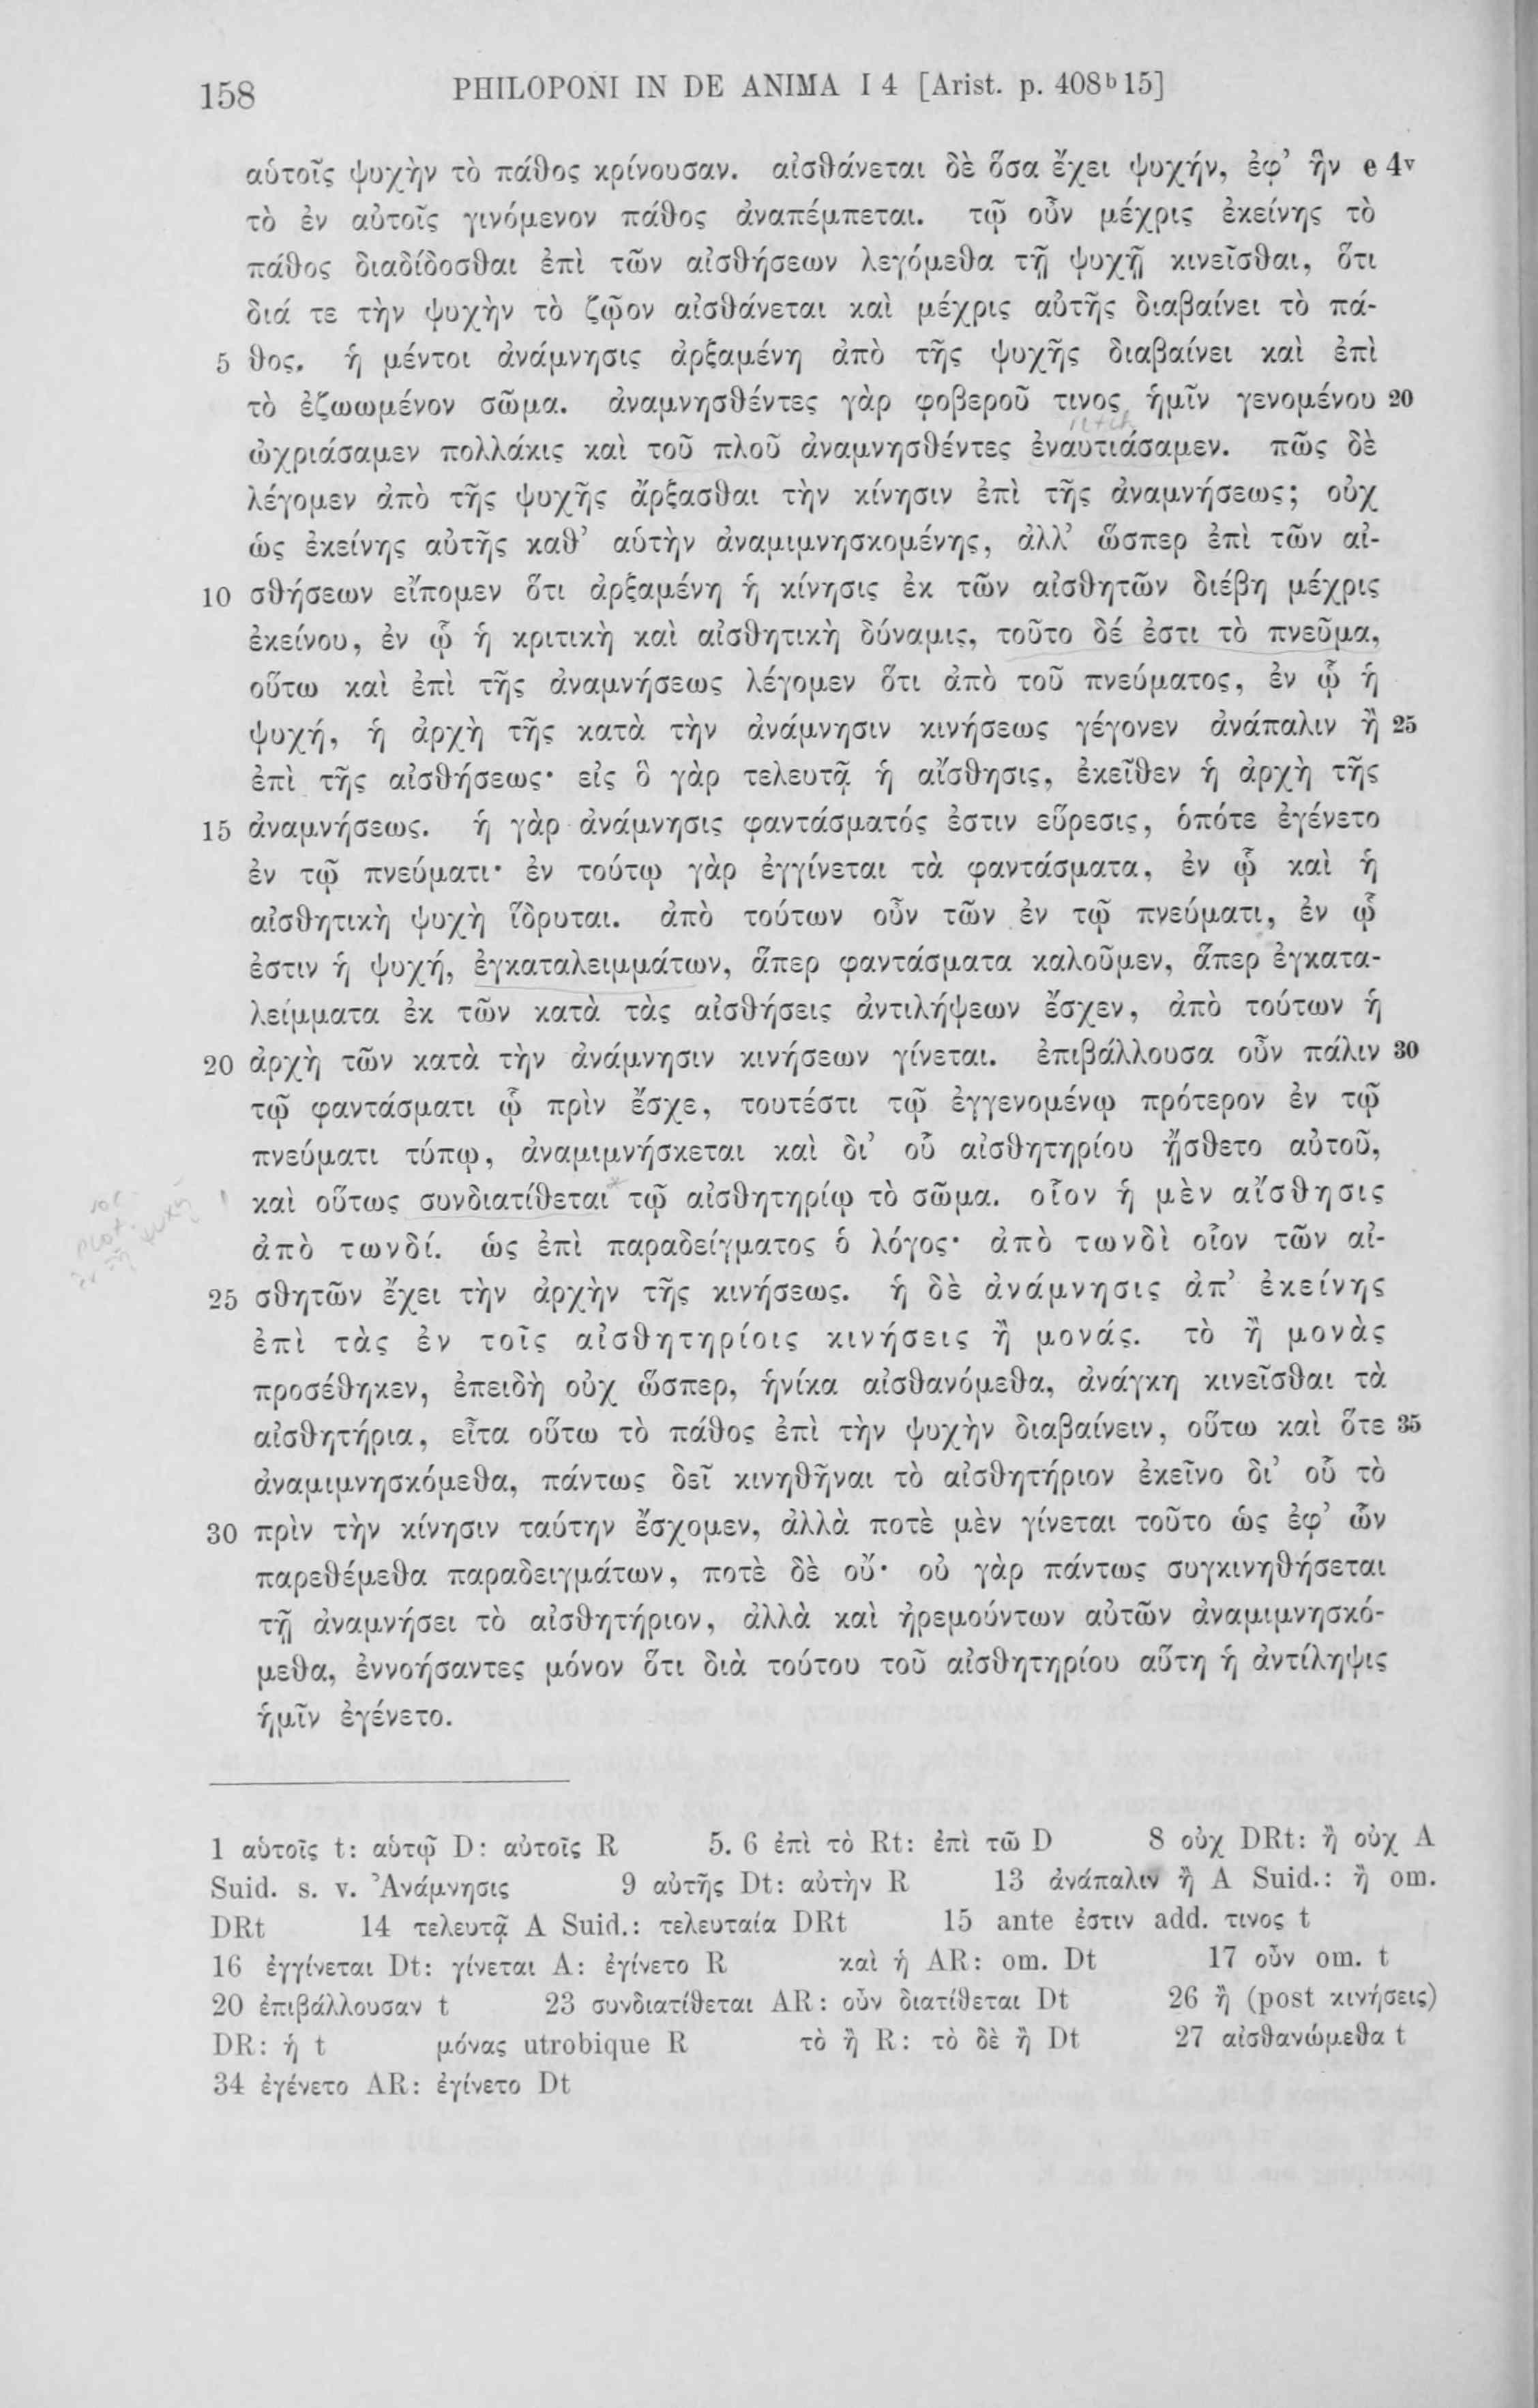 158 PHILOPONI IN DE ANIMA I 4 [Arist. p. 408ᵇ15]
αὑτοῖς ψυχὴν τὸ πάθος κρίνουσαν. αἰσθάνεται δὲ ὅσα ἔχει ψυχήν, ἐφ’ ἣν e 4ᵛ
τὸ ἐν αὐτοῖς γινόμενον πάθος ἀναπέμπεται. τῷ οὖν μέχρις ἐκείνης τὸ
πάθος διαδίδοσθαι ἐπὶ τῶν αἰσθήσεων λεγόμεθα τῇ ψυχῇ κινεῖσθαι, ὅτι
διά τε τὴν ψυχὴν τὸ ζῷον αἰσθάνεται καὶ μέχρις αὐτῆς διαβαίνει τὸ πά-
5 θος. ἡ μέντοι ἀνάμνησις ἀρξαμένη ἀπὸ τῆς ψυχῆς διαβαίνει καὶ ἐπὶ
τὸ ἐζωωμένον σῶμα. ἀναμνησθέντες γὰρ φοβεροῦ τινος ἡμῖν γενομένου 20
ὠχριάσαμεν πολλάκις καὶ τοῦ πλοῦ ἀναμνησθέντες ἐναυτιάσαμεν. πῶς δὲ
λέγομεν ἀπὸ τῆς ψυχῆς ἄρξασθαι τὴν κίνησιν ἐπὶ τῆς ἀναμνήσεως; οὐχ
ὡς ἐκείνης αὐτῆς καθ’ αὑτὴν ἀναμιμνησκομένης, ἀλλ’ ὥσπερ ἐπὶ τῶν αἰ-
10 σθήσεων εἴπομεν ὅτι ἀρξαμένη ἡ κίνησις ἐκ τῶν αἰσθητῶν διέβη μέχρις
ἐκείνου, ἐν ᾧ ἡ κριτικὴ καὶ αἰσθητικὴ δύναμις, τοῦτο δέ ἐστι τὸ πνεῦμα,
οὕτω καὶ ἐπὶ τῆς ἀναμνήσεως λέγομεν ὅτι ἀπὸ τοῦ πνεύματος, ἐν ᾧ ἡ
ψυχή, ἡ ἀρχὴ τῆς κατὰ τὴν ἀνάμνησιν κινήσεως γέγονεν ἀνάπαλιν ἢ 25
ἐπὶ τῆς αἰσθήσεως· εἰς ὃ γὰρ τελευτᾷ ἡ αἴσθησις, ἐκεῖθεν ἡ ἀρχὴ τῆς
15 ἀναμνήσεως. ἡ γὰρ ἀνάμνησις φαντάσματός ἐστιν εὕρεσις, ὁπότε ἐγένετο
ἐν τῷ πνεύματι· ἐν τούτῳ γὰρ ἐγγίνεται τὰ φαντάσματα, ἐν ᾧ καὶ ἡ
αἰσθητικὴ ψυχὴ ἵδρυται. ἀπὸ τούτων οὖν τῶν ἐν τῷ πνεύματι, ἐν ᾧ
ἐστιν ἡ ψυχή, ἐγκαταλειμμάτων, ἅπερ φαντάσματα καλοῦμεν, ἅπερ ἐγκατα-
λείμματα ἐκ τῶν κατὰ τὰς αἰσθήσεις ἀντιλήψεων ἔσχεν, ἀπὸ τούτων ἡ
20 ἀρχὴ τῶν κατὰ τὴν ἀνάμνησιν κινήσεων γίνεται. ἐπιβάλλουσα οὖν πάλιν 30
τῷ φαντάσματι ᾧ πρὶν ἔσχε, τουτέστι τῷ ἐγγενομένῳ πρότερον ἐν τῷ
πνεύματι τύπῳ, ἀναμιμνήσκεται καὶ δι’ οὗ αἰσθητηρίου ᾔσθετο αὐτοῦ,
καὶ οὕτως συνδιατίθεται τῷ αἰσθητηρίῳ τὸ σῶμα. οἷον ἡ μὲν αἴσθησις
ἀπὸ τωνδί. ὡς ἐπὶ παραδείγματος ὁ λόγος· ἀπὸ τωνδὶ οἷον τῶν αἰ-
25 σθητῶν ἔχει τὴν ἀρχὴν τῆς κινήσεως. ἡ δὲ ἀνάμνησις ἀπ’ ἐκείνης
ἐπὶ τὰς ἐν τοῖς αἰσθητηρίοις κινήσεις ἢ μονάς. τὸ ἢ μονὰς
προσέθηκεν, ἐπειδὴ οὐχ ὥσπερ, ἡνίκα αἰσθανόμεθα, ἀνάγκη κινεῖσθαι τὰ
αἰσθητήρια, εἶτα οὕτω τὸ πάθος ἐπὶ τὴν ψυχὴν διαβαίνειν, οὕτω καὶ ὅτε 35
ἀναμιμνησκόμεθα, πάντως δεῖ κινηθῆναι τὸ αἰσθητήριον ἐκεῖνο δι’ οὗ τὸ
30 πρὶν τὴν κίνησιν ταύτην ἔσχομεν, ἀλλὰ ποτὲ μὲν γίνεται τοῦτο ὡς ἐφ’ ὧν
παρεθέμεθα παραδειγμάτων, ποτὲ δὲ οὔ· οὐ γὰρ πάντως συγκινηθήσεται
τῇ ἀναμνήσει τὸ αἰσθητήριον, ἀλλὰ καὶ ἠρεμούντων αὐτῶν ἀναμιμνησκό-
μεθα, ἐννοήσαντες μόνον ὅτι διὰ τούτου τοῦ αἰσθητηρίου αὕτη ἡ ἀντίληψις
ἡμῖν ἐγένετο.
1 αὑτοῖς t: αὑτῷ D: αὐτοῖς R 5. 6 ἐπὶ τὸ Rt: ἐπὶ τῶ D 8 οὐχ DRt: ἢ οὐχ A
Suid. s. v. Ἀνάμνησις 9 αὐτῆς Dt: αὐτὴν R 13 ἀνάπαλιν ἢ A Suid.: ἢ om.
DRt 14 τελευτᾷ A Suid.: τελευταία DRt 15 ante ἐστιν add. τινος t
16 ἐγγίνεται Dt: γίνεται A: ἐγίνετο R καὶ ἡ AR: om. Dt 17 οὖν om. t
20 ἐπιβάλλουσαν t 23 συνδιατίθεται AR: οὖν διατίθεται Dt 26 ἢ (post κινήσεις)
DR: ἡ t μόνας utrobique R τὸ ἢ R: τὸ δὲ ἢ Dt 27 αἰσθανώμεθα t
34 ἐγένετο AR: ἐγίνετο Dt